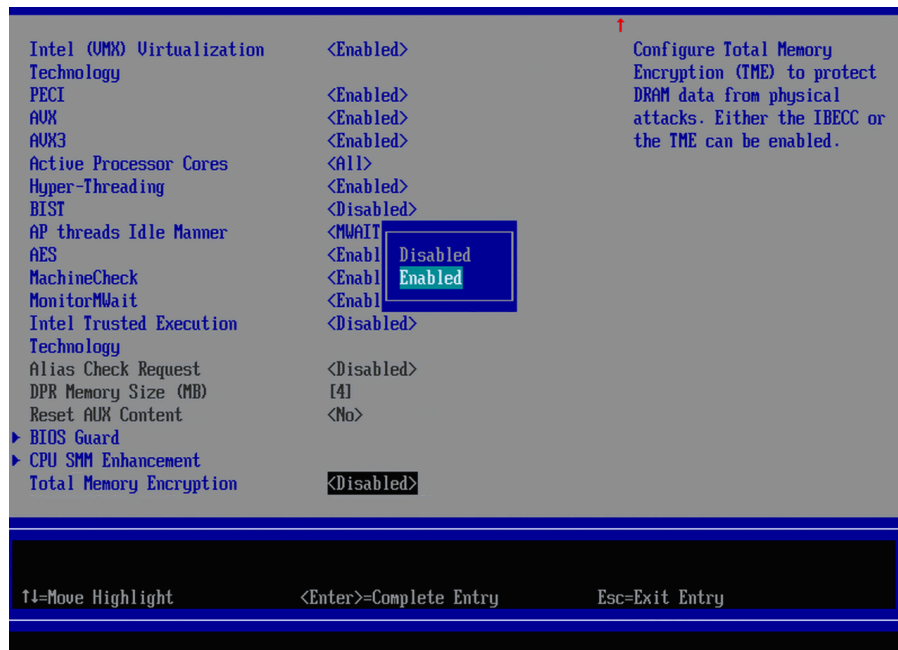 ↑
Intel (VMX) Virtualization <Enabled> Configure Total Memory
Technology Encryption (TME) to protect
PECI <Enabled> DRAM data from physical
AVX <Enabled> attacks. Either the IBECC or
AVX3 <Enabled> the TME can be enabled.
Active Processor Cores <All>
Hyper-Threading <Enabled>
BIST <Disabled>
AP threads Idle Manner <MWAIT
AES <Enabl Disabled
MachineCheck <Enabl Enabled
MonitorMWait <Enabl
Intel Trusted Execution <Disabled>
Technology
Alias Check Request <Disabled>
DPR Memory Size (MB) [4]
Reset AUX Content <No>
▶ BIOS Guard
▶ CPU SMM Enhancement
Total Memory Encryption <Disabled>
↑↓=Move Highlight <Enter>=Complete Entry Esc=Exit Entry